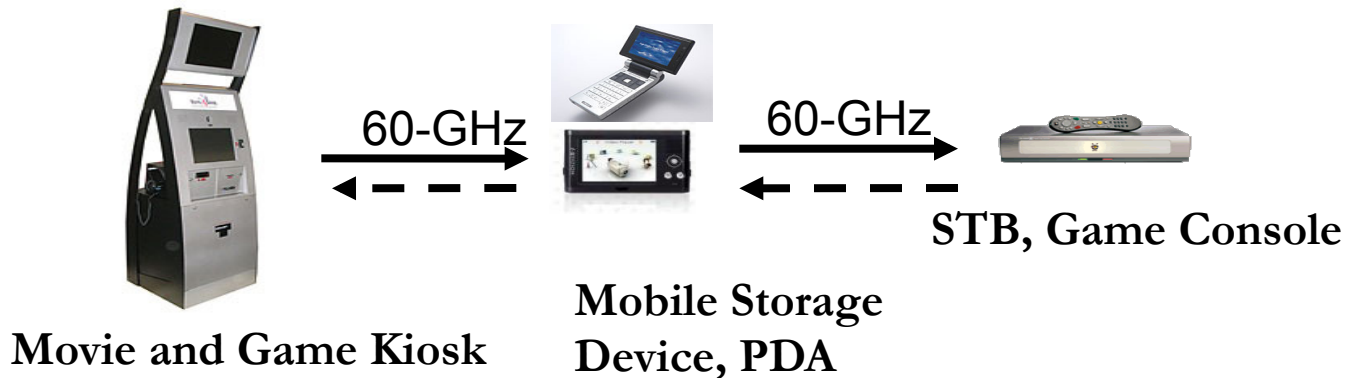 60-GHz
60-GHz
STB, Game Console
Mobile Storage
Device, PDA
Movie and Game Kiosk